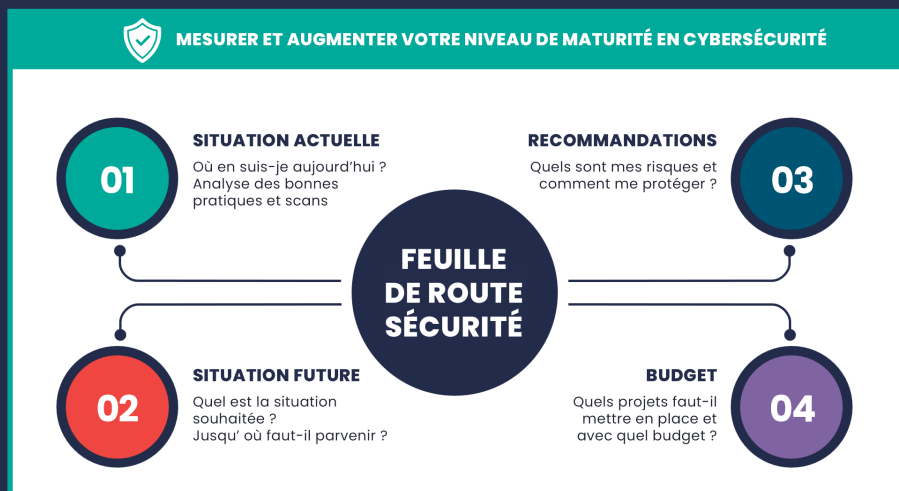 MESURER ET AUGMENTER VOTRE NIVEAU DE MATURITÉ EN CYBERSÉCURITÉ
01
SITUATION ACTUELLE
Où en suis-je aujourd’hui ?
Analyse des bonnes
pratiques et scans
RECOMMANDATIONS
Quels sont mes risques et
comment me protéger ?
03
FEUILLE
DE ROUTE
SÉCURITÉ
02
SITUATION FUTURE
Quel est la situation
souhaitée ?
Jusqu’ où faut-il parvenir ?
BUDGET
Quels projets faut-il
mettre en place et
avec quel budget ?
04